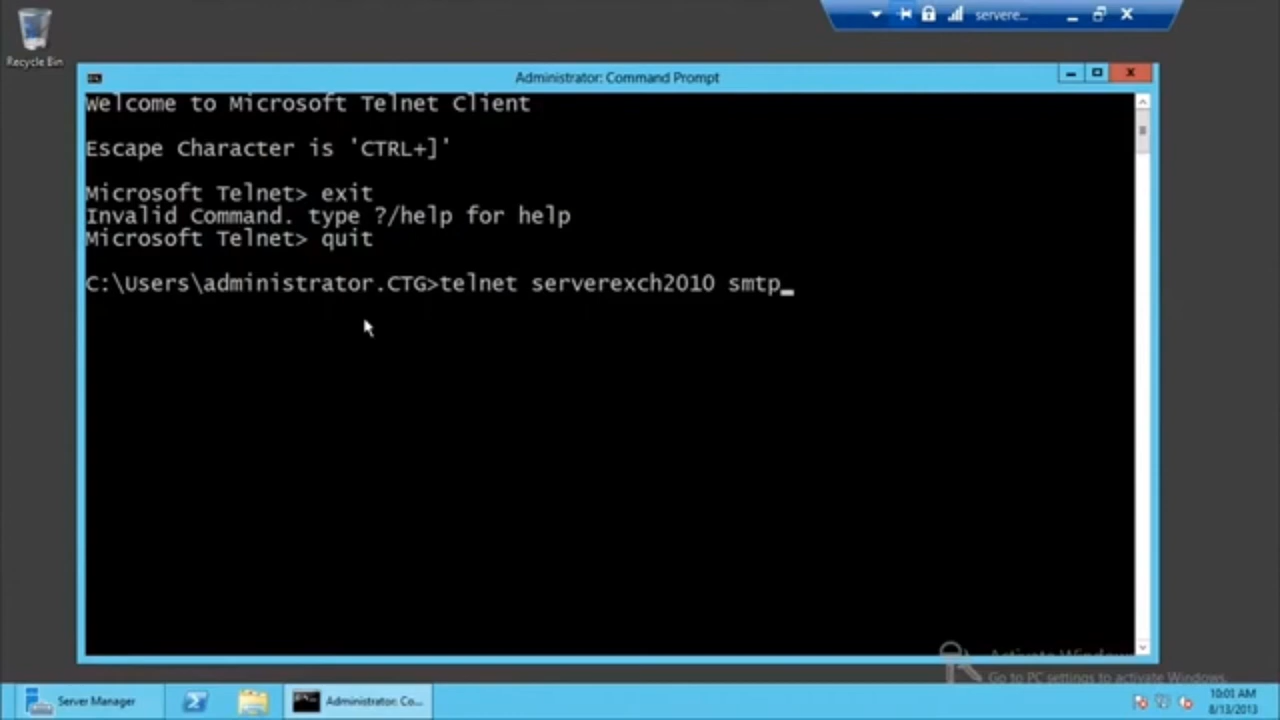 servere...
Recycle Bin
Administrator: Command Prompt
Welcome to Microsoft Telnet Client
Escape Character is 'CTRL+]'
Microsoft Telnet> exit
Invalid Command. type ?/help for help
Microsoft Telnet> quit
C:\Users\administrator.CTG>telnet serverexch2010 smtp_
Activate Windows
Go to PC settings to activate Windows.
Server Manager
Administrator: Co...
10:01 AM
8/13/2013